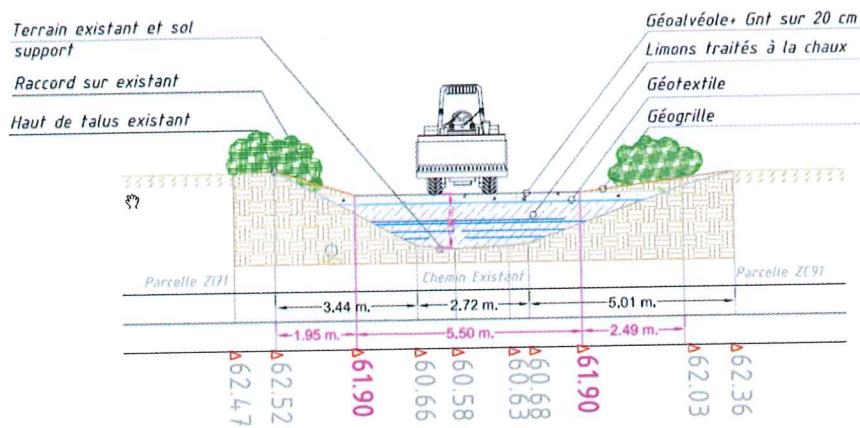 Terrain existant et sol
support
Raccord sur existant
Haut de talus existant
Géoalvéole+ Gnt sur 20 cm
Limons traités à la chaux
Géotextile
Géogrille
Parcelle ZI71
Chemin Existant
Parcelle ZC91
3.44 m.
2.72 m.
5.01 m.
1.95 m.
5.50 m.
2.49 m.
62.47
62.52
61.90
60.66
60.58
60.63
60.68
61.90
62.03
62.36